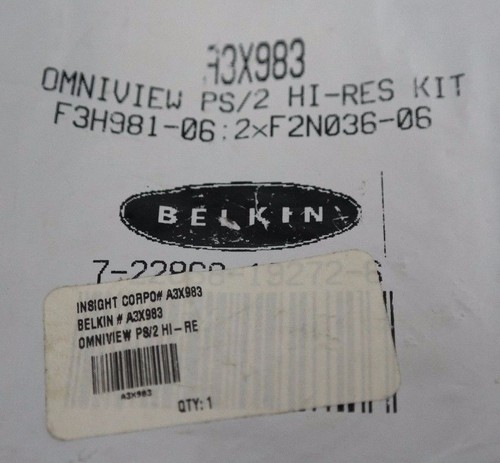 A3X983
OMNIVIEW PS/2 HI-RES KIT
F3H981-06:2xF2N036-06
BELKIN
INSIGHT CORPO# A3X983
BELKIN # A3X983
OMNIVIEW PS/2 HI-RE
A3X983
QTY: 1